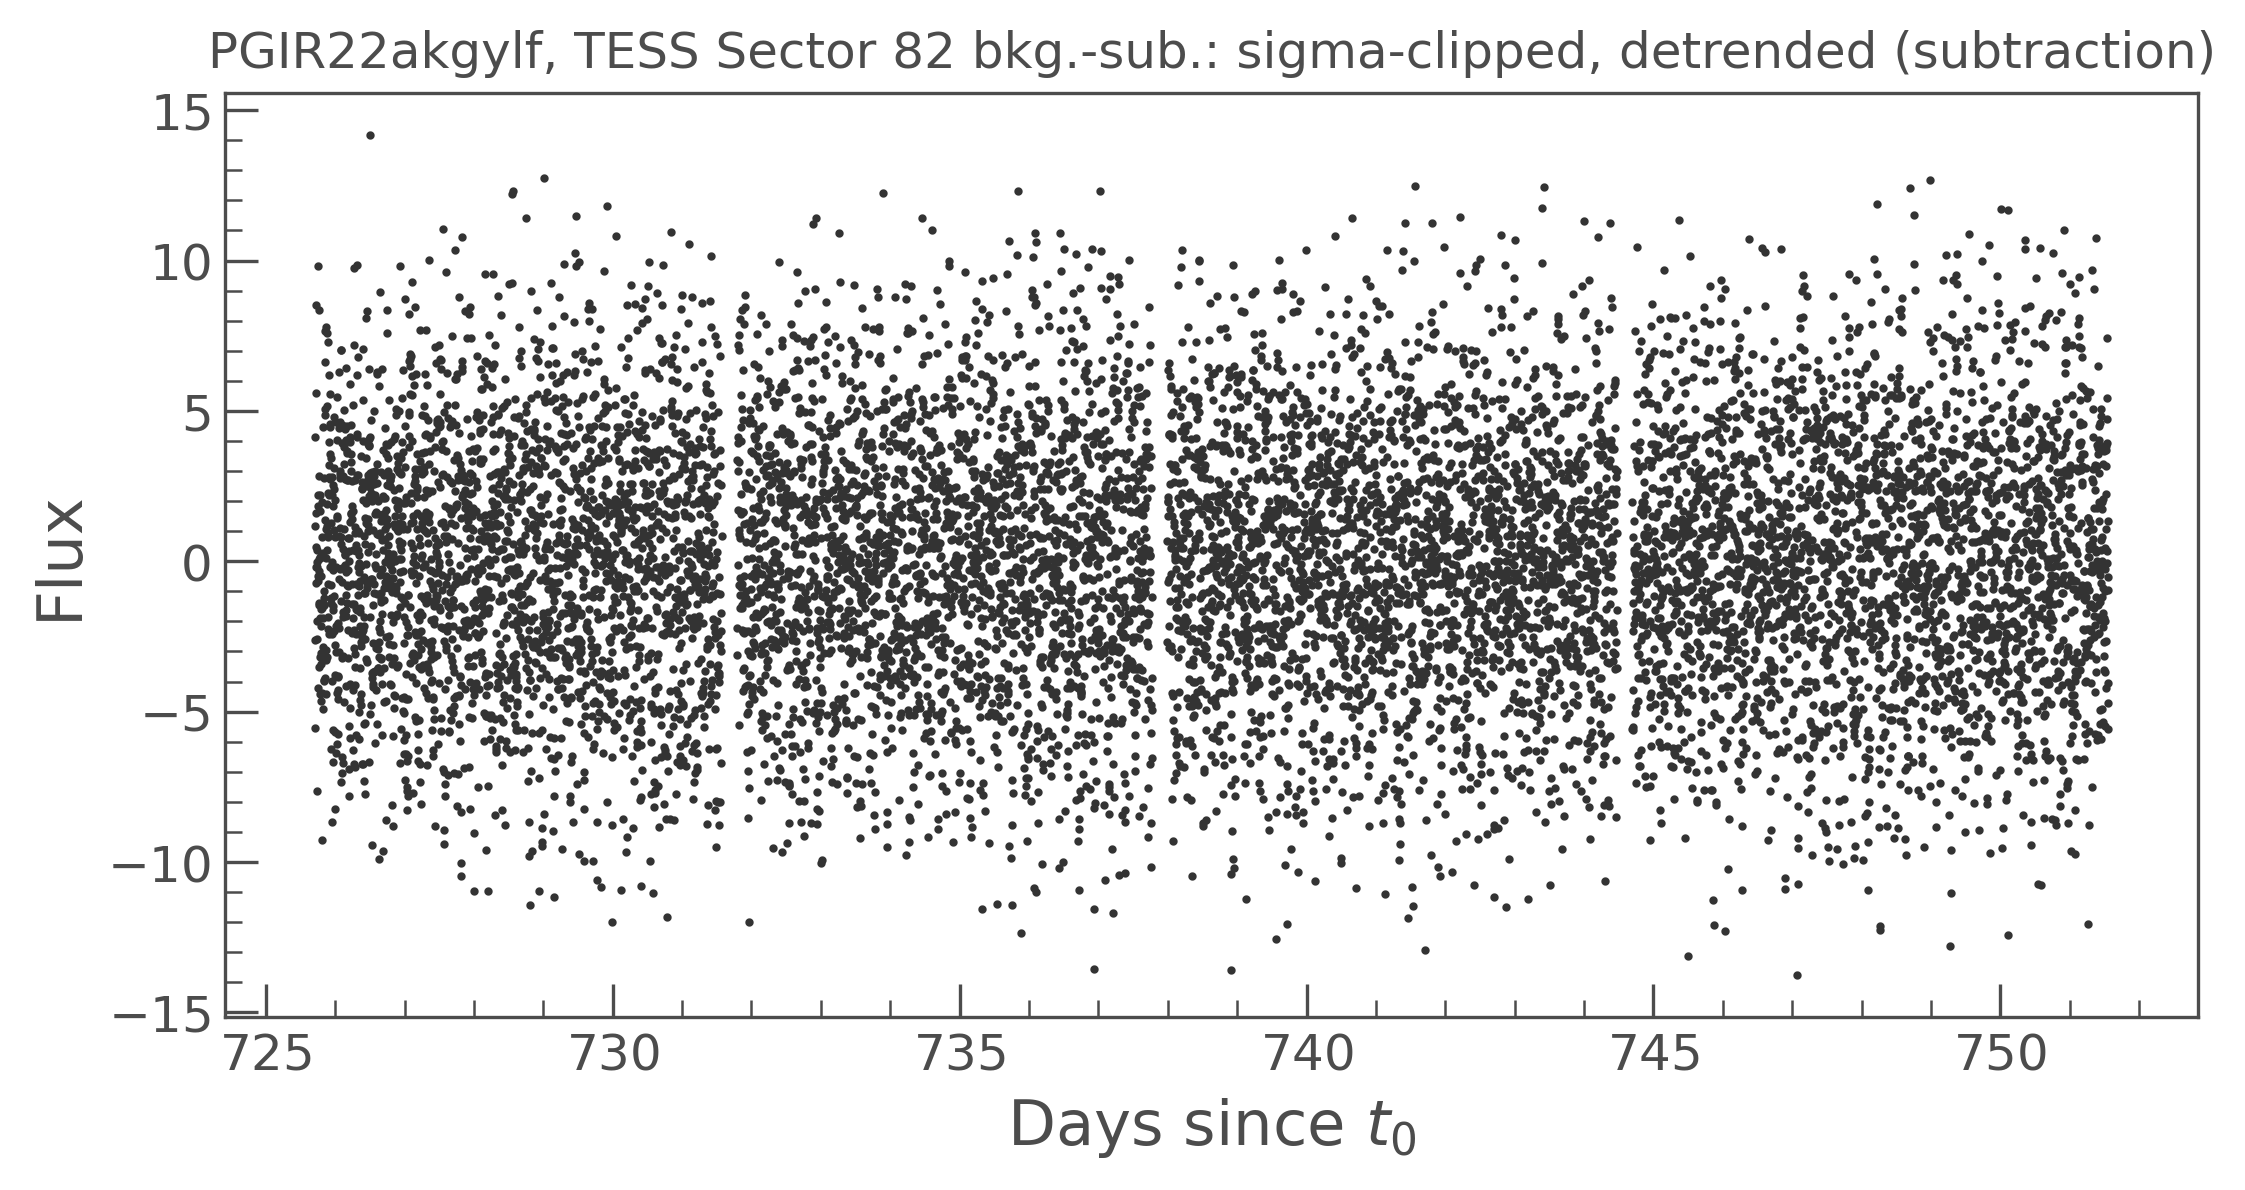 PGIR22akgylf, TESS Sector 82 bkg.-sub.: sigma-clipped, detrended (subtraction)
15
10
5
0
−5
−10
−15
Flux
725 730 735 740 745 750
Days since t₀